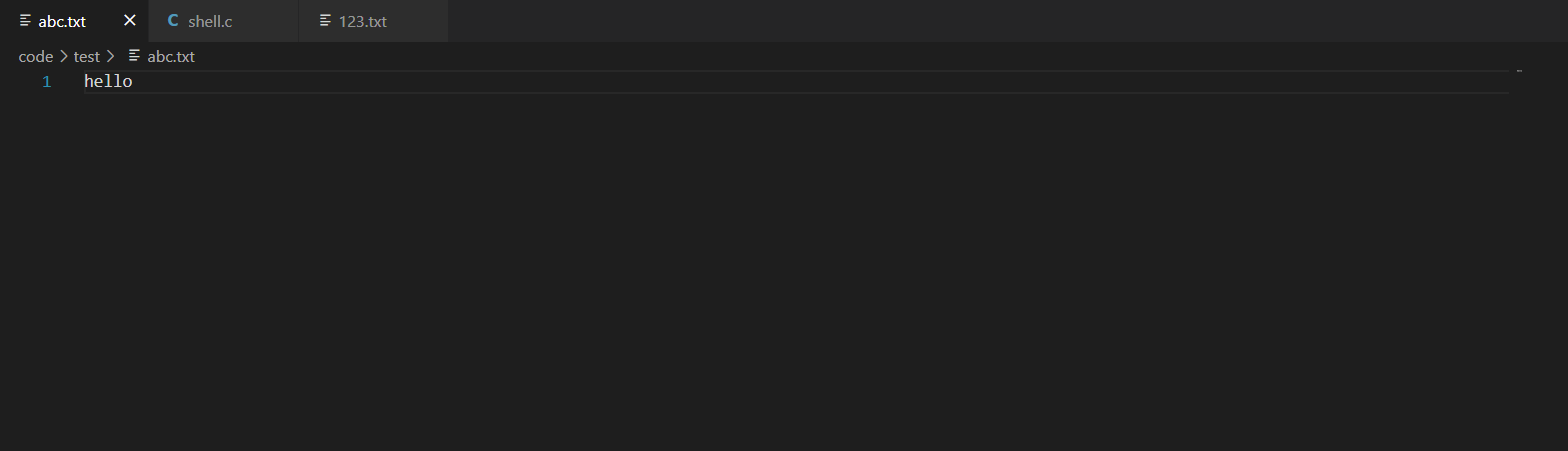 abc.txt × C shell.c 123.txt
code > test > abc.txt
1 hello